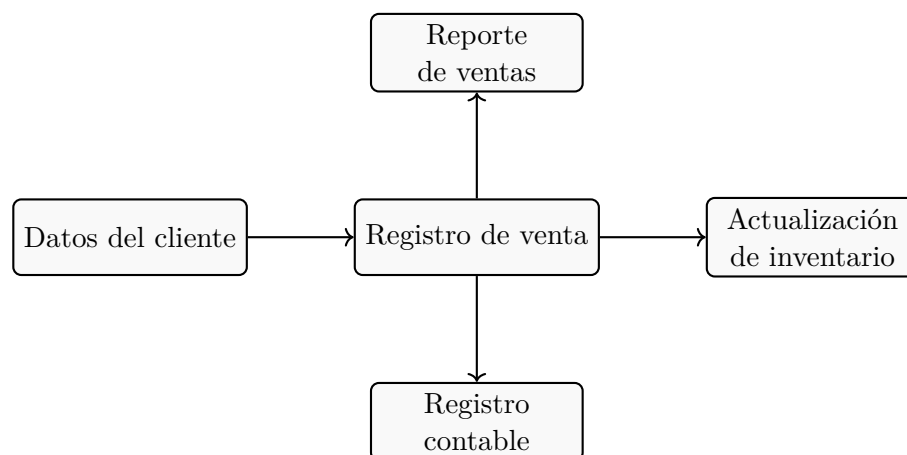 Reporte
de ventas
Datos del cliente
Registro de venta
Actualización
de inventario
Registro
contable